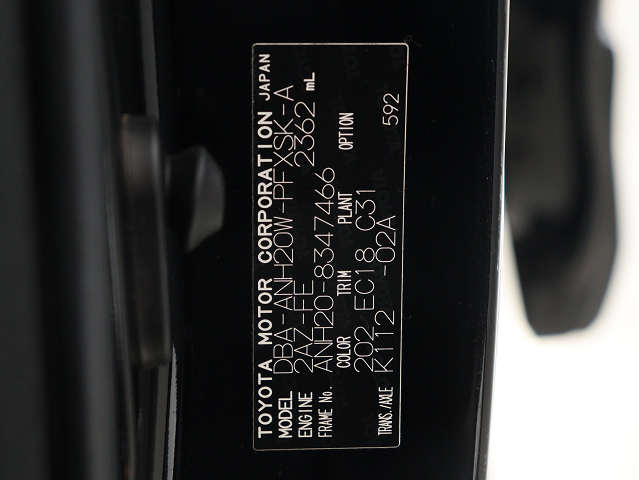 TOYOTA MOTOR CORPORATION JAPAN
MODEL DBA-ANH20W-PFXSK-A
ENGINE 2AZ-FE 2362 mL
FRAME No. ANH20-8347466
COLOR TRIM PLANT OPTION
202 EC18 C31
TRANS./AXLE K112 -02A 592